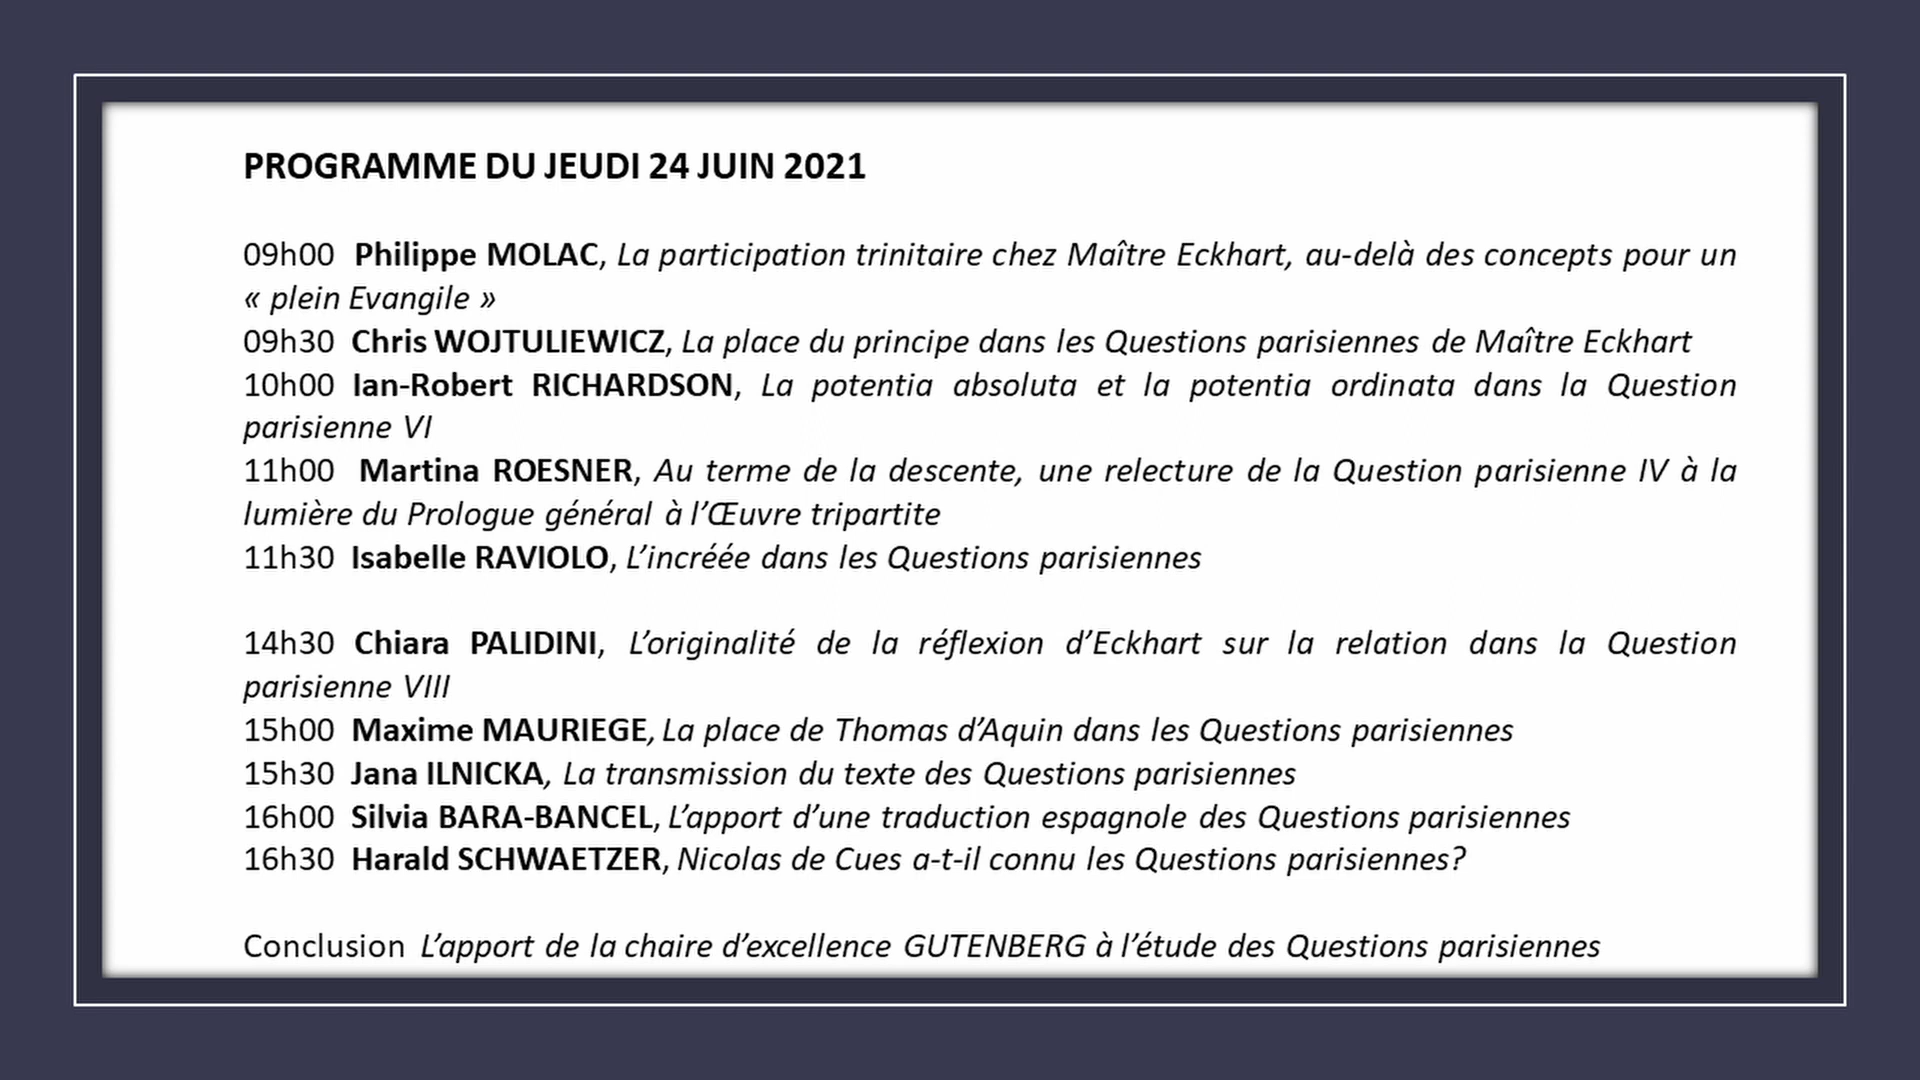 PROGRAMME DU JEUDI 24 JUIN 2021
09h00 Philippe MOLAC, La participation trinitaire chez Maître Eckhart, au-delà des concepts pour un
« plein Evangile »
09h30 Chris WOJTULIEWICZ, La place du principe dans les Questions parisiennes de Maître Eckhart
10h00 Ian-Robert RICHARDSON, La potentia absoluta et la potentia ordinata dans la Question
parisienne VI
11h00 Martina ROESNER, Au terme de la descente, une relecture de la Question parisienne IV à la
lumière du Prologue général à l’Œuvre tripartite
11h30 Isabelle RAVIOLO, L’incréée dans les Questions parisiennes
14h30 Chiara PALIDINI, L’originalité de la réflexion d’Eckhart sur la relation dans la Question
parisienne VIII
15h00 Maxime MAURIEGE, La place de Thomas d’Aquin dans les Questions parisiennes
15h30 Jana ILNICKA, La transmission du texte des Questions parisiennes
16h00 Silvia BARA-BANCEL, L’apport d’une traduction espagnole des Questions parisiennes
16h30 Harald SCHWAETZER, Nicolas de Cues a-t-il connu les Questions parisiennes?
Conclusion L’apport de la chaire d’excellence GUTENBERG à l’étude des Questions parisiennes